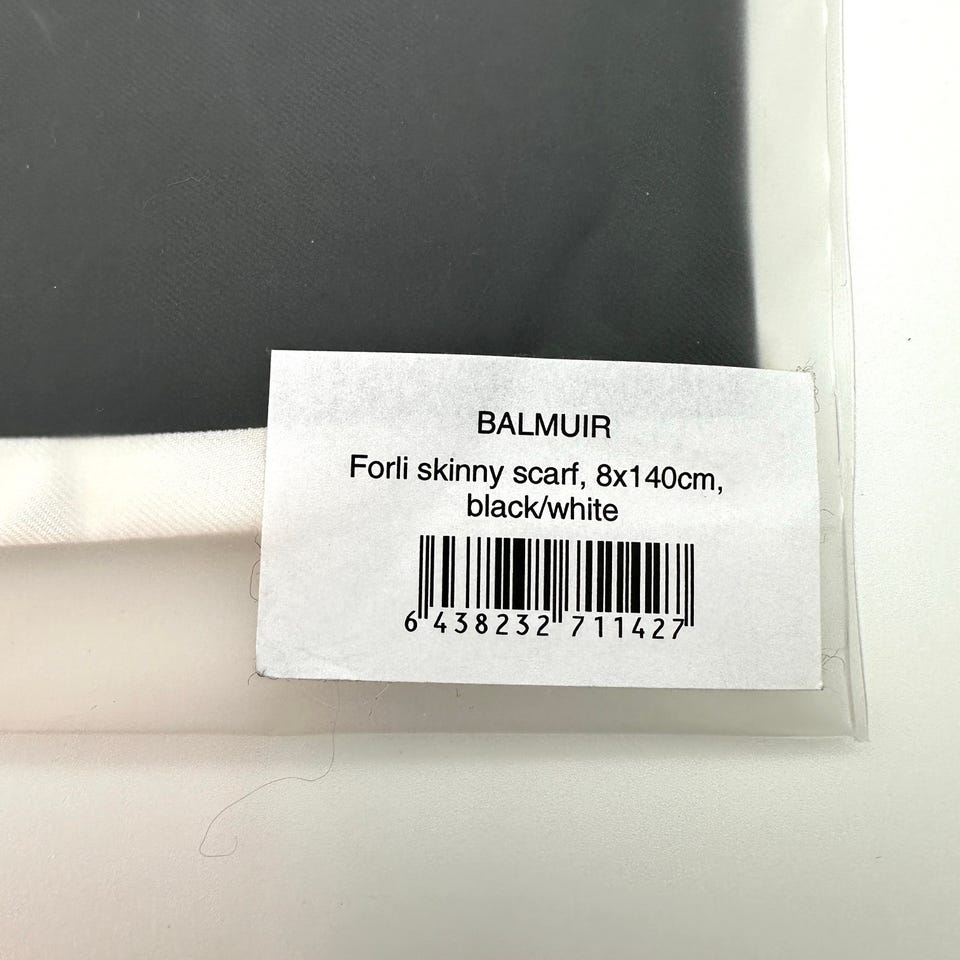 BALMUIR
Forli skinny scarf, 8x140cm,
black/white
6 438232 711427